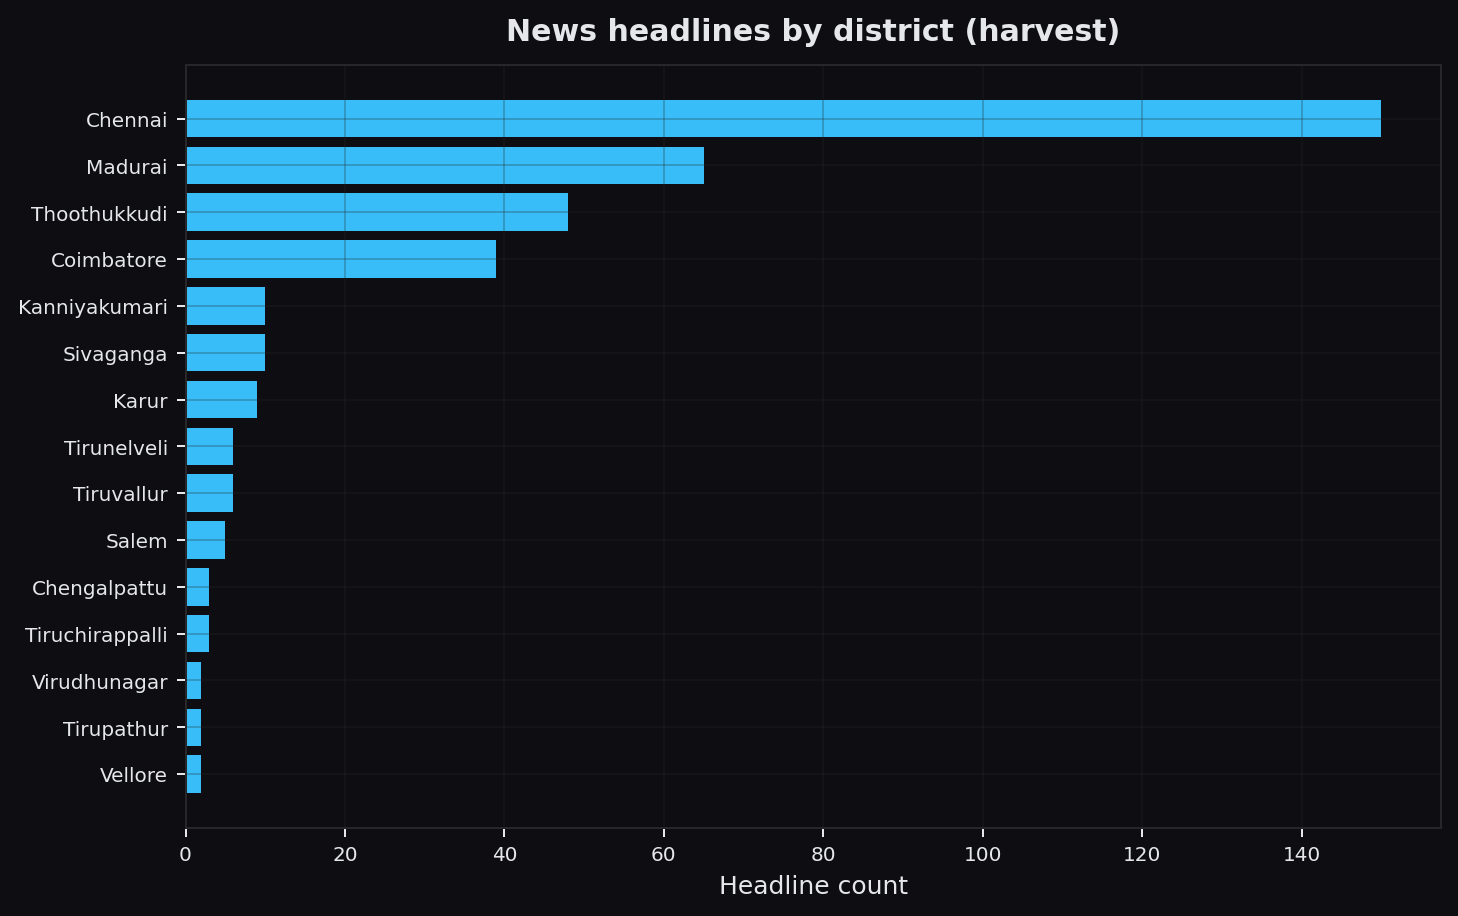 News headlines by district (harvest)
Chennai
Madurai
Thoothukkudi
Coimbatore
Kanniyakumari
Sivaganga
Karur
Tirunelveli
Tiruvallur
Salem
Chengalpattu
Tiruchirappalli
Virudhunagar
Tirupathur
Vellore
0 20 40 60 80 100 120 140
Headline count